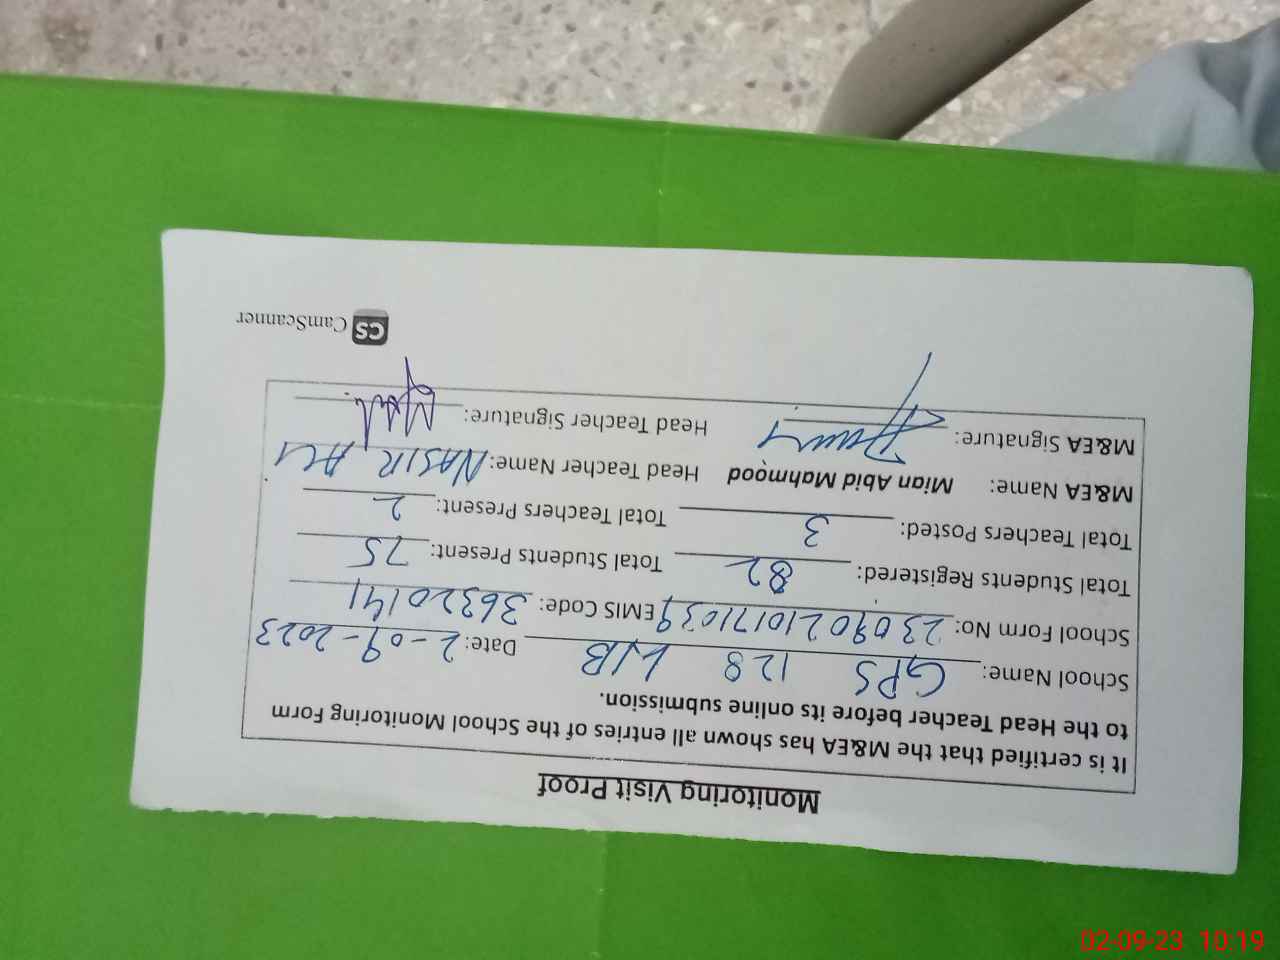 Monitoring Visit Proof
It is certified that the M&EA has shown all entries of the School Monitoring Form
to the Head Teacher before its online submission.
School Name: GPS 128 L/B Date: 2-09-2023
School Form No: 230902101711039 EMIS Code: 36320141
Total Students Registered: 82 Total Students Present: 75
Total Teachers Posted: 3 Total Teachers Present: 2
M&EA Name: Mian Abid Mahmood Head Teacher Name: NASIR Ali
M&EA Signature: Head Teacher Signature:
CS CamScanner
02-09-23 10:19